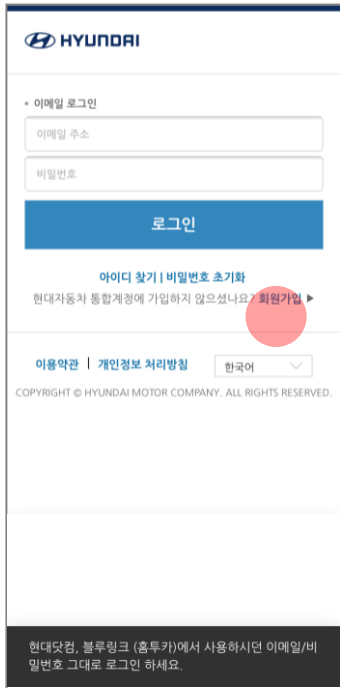 HYUNDAI
• 이메일 로그인
이메일 주소
비밀번호
로그인
아이디 찾기 | 비밀번호 초기화
현대자동차 통합계정에 가입하지 않으셨나요? 회원가입 ▶
이용약관 | 개인정보 처리방침 한국어
COPYRIGHT © HYUNDAI MOTOR COMPANY. ALL RIGHTS RESERVED.
현대닷컴, 블루링크 (홈투카)에서 사용하시던 이메일/비
밀번호 그대로 로그인 하세요.